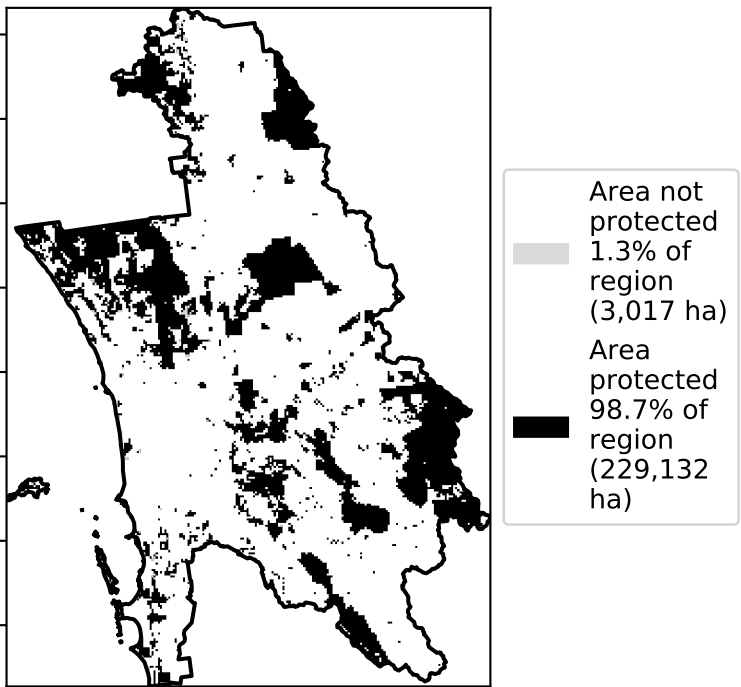 Area not
protected
1.3% of
region
(3,017 ha)
Area
protected
98.7% of
region
(229,132
ha)